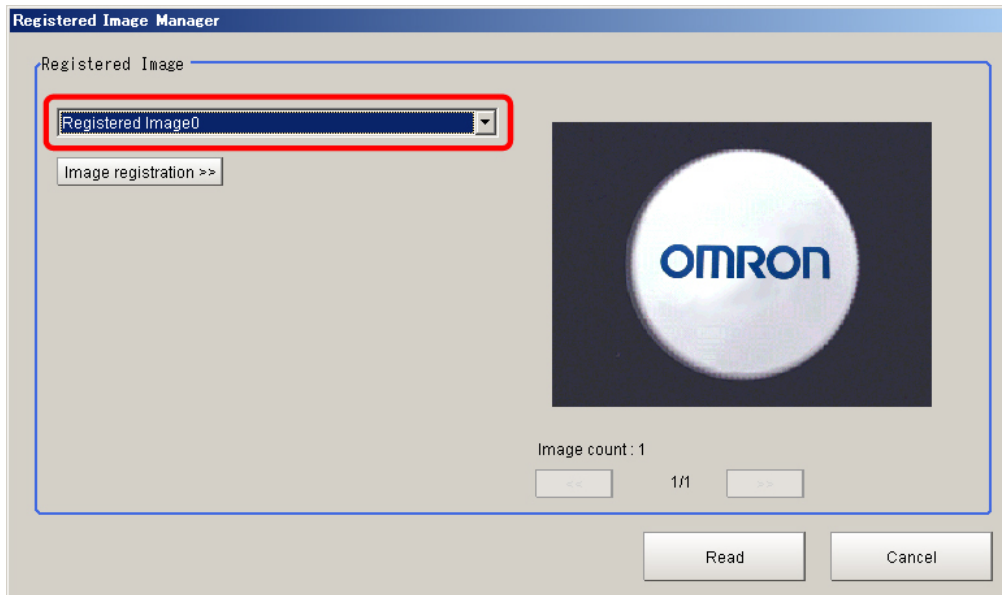 Registered Image Manager
Registered Image
Registered Image0
Image registration >>
OMRON
Image count : 1
<< 1/1 >>
Read Cancel